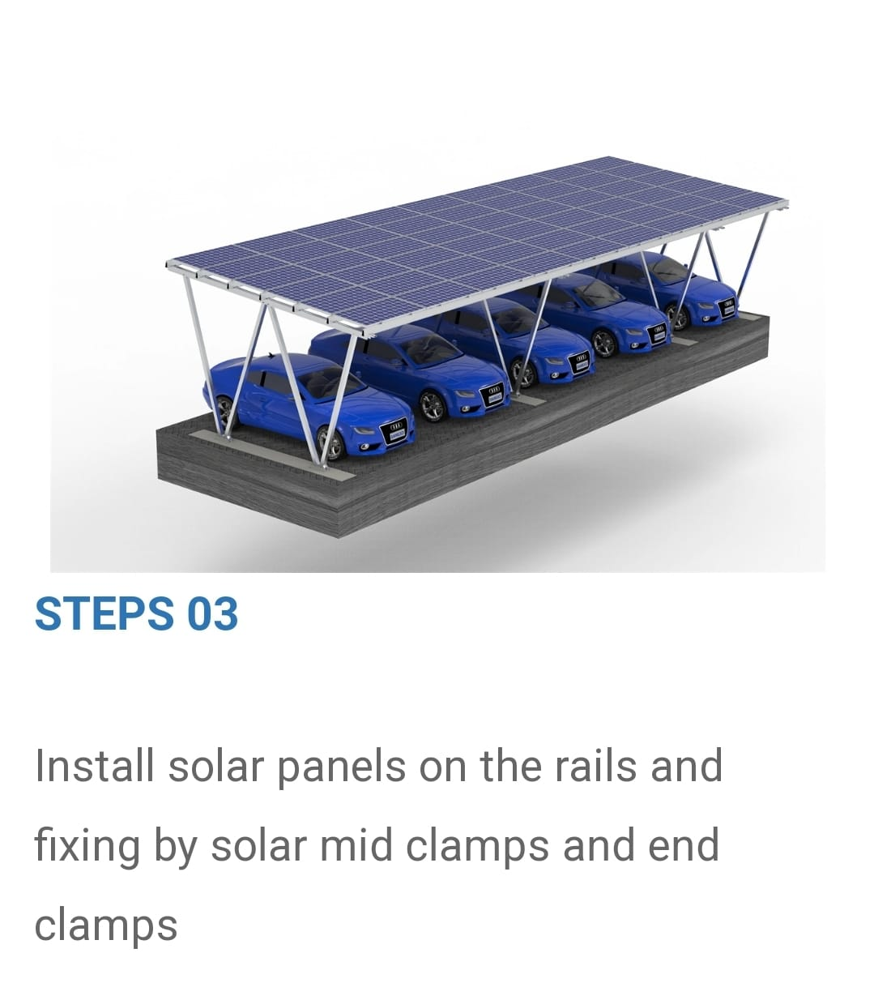 STEPS 03
Install solar panels on the rails and
fixing by solar mid clamps and end
clamps